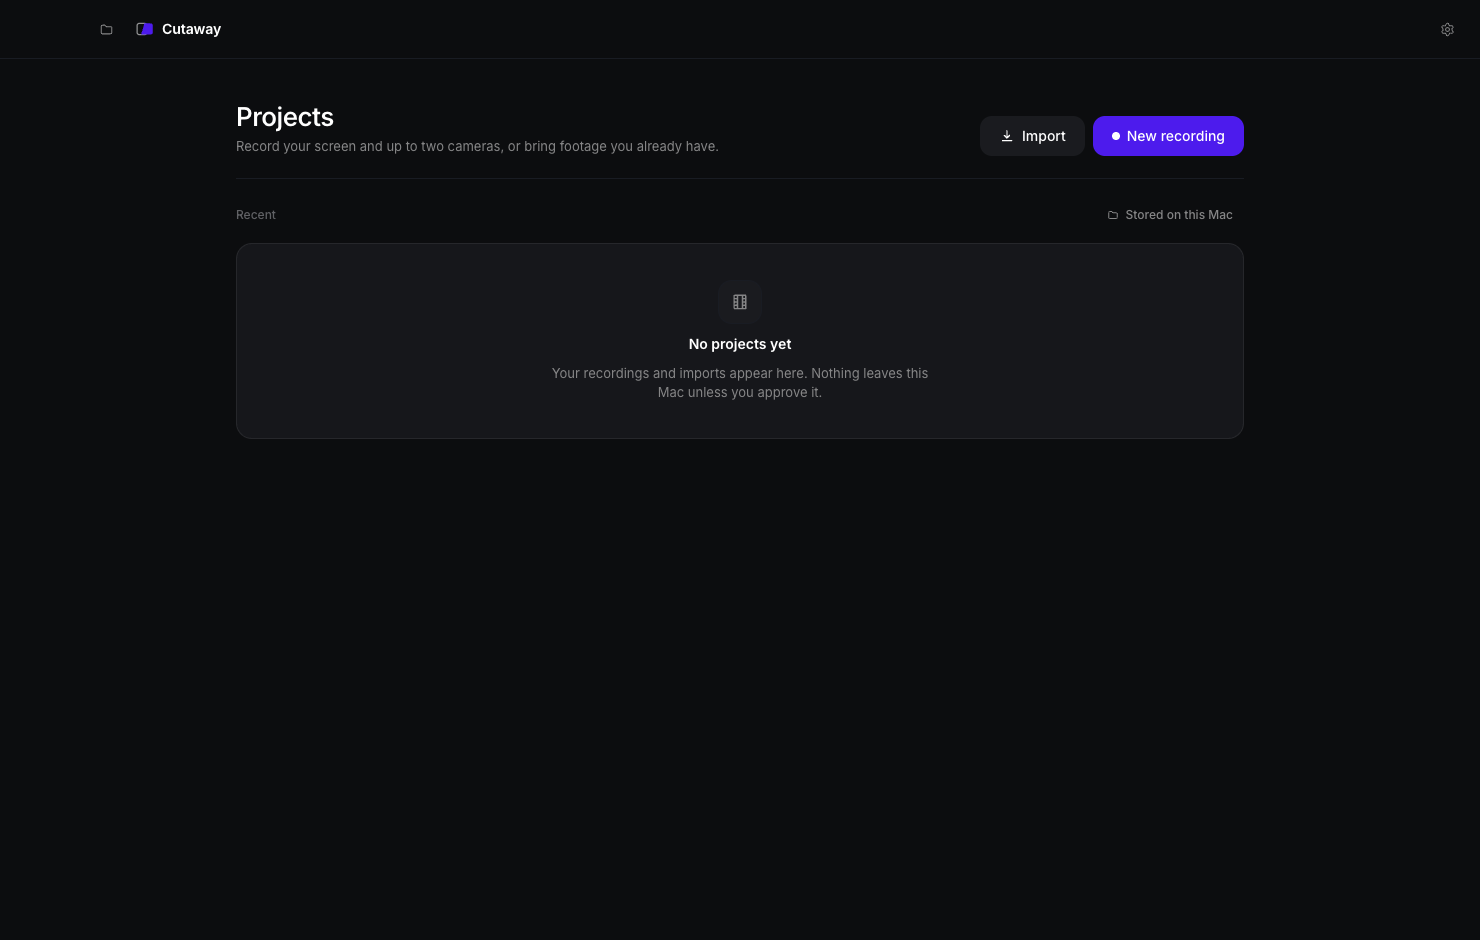 Cutaway
Projects
Record your screen and up to two cameras, or bring footage you already have.
Import
New recording
Recent
Stored on this Mac
No projects yet
Your recordings and imports appear here. Nothing leaves this
Mac unless you approve it.